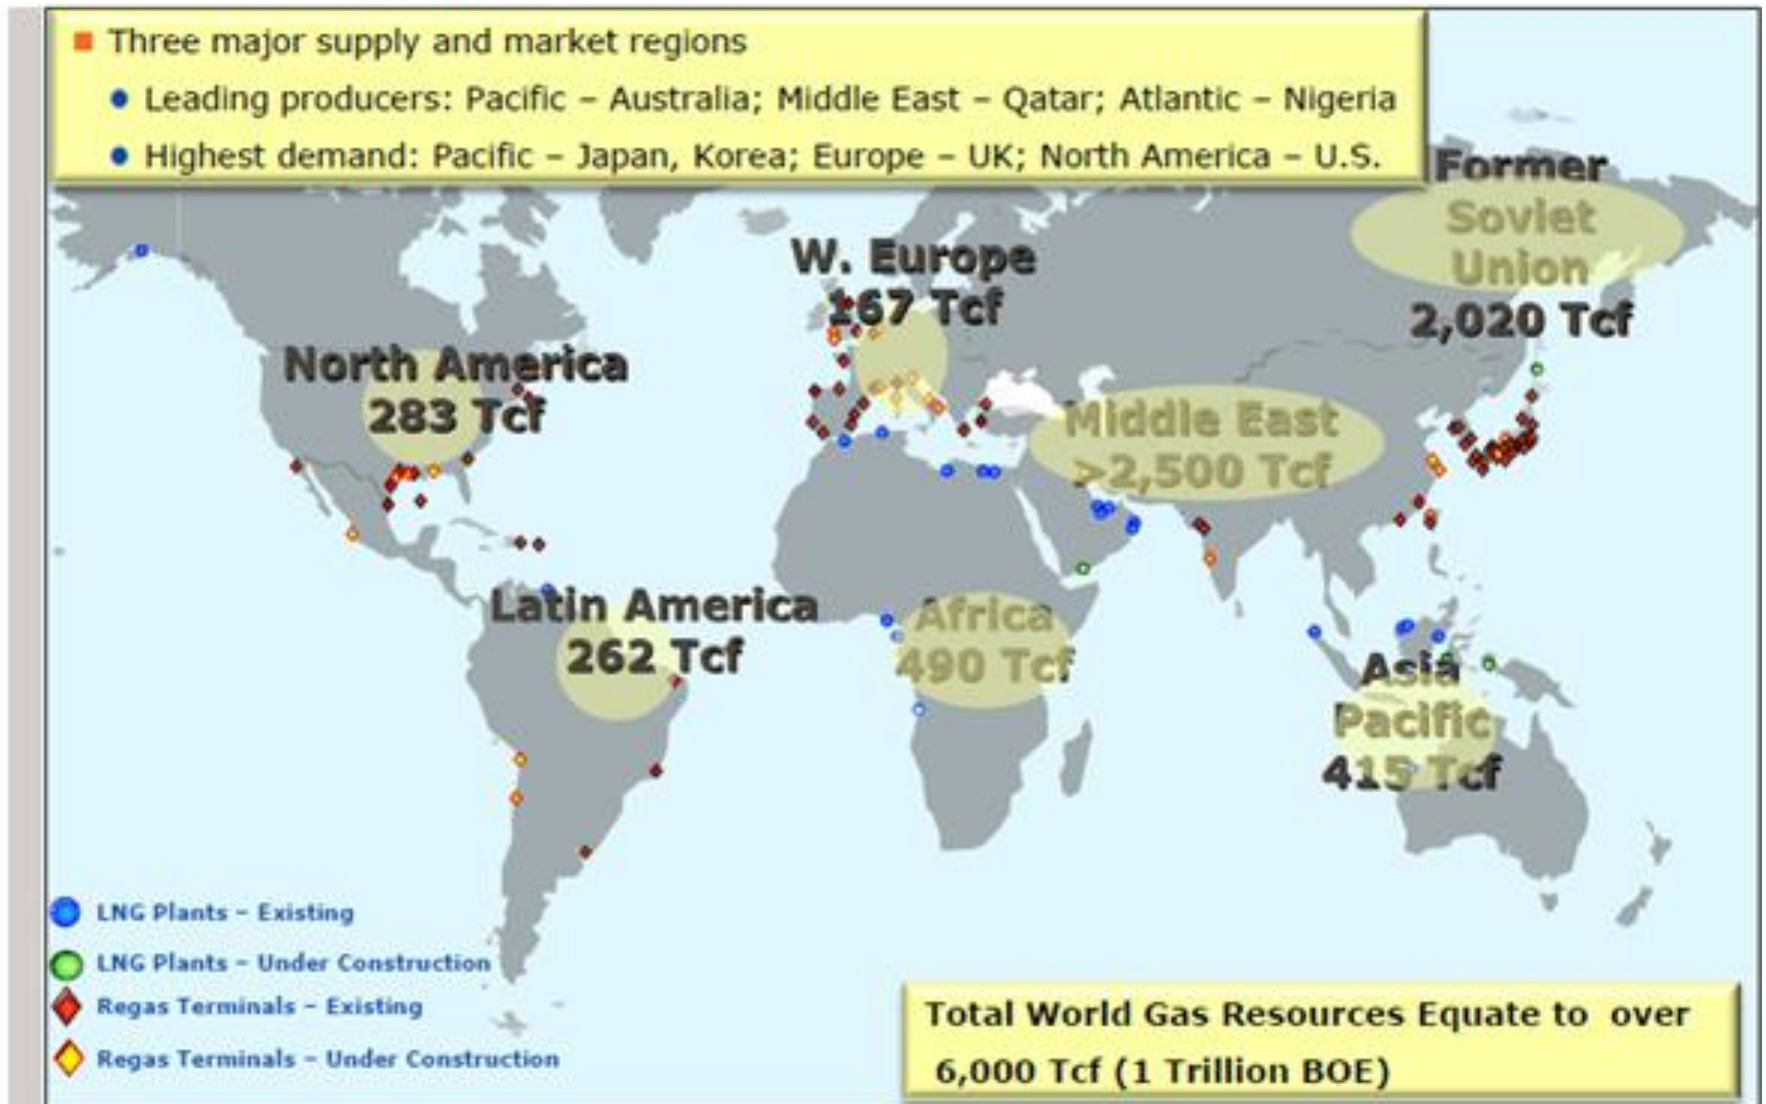 Three major supply and market regions
Leading producers: Pacific – Australia; Middle East – Qatar; Atlantic – Nigeria
Highest demand: Pacific – Japan, Korea; Europe – UK; North America – U.S.
Former
Soviet
Union
2,020 Tcf
W. Europe
167 Tcf
North America
283 Tcf
Middle East
>2,500 Tcf
Latin America
262 Tcf
Africa
490 Tcf
Asia
Pacific
415 Tcf
LNG Plants – Existing
LNG Plants – Under Construction
Regas Terminals – Existing
Regas Terminals – Under Construction
Total World Gas Resources Equate to over
6,000 Tcf (1 Trillion BOE)